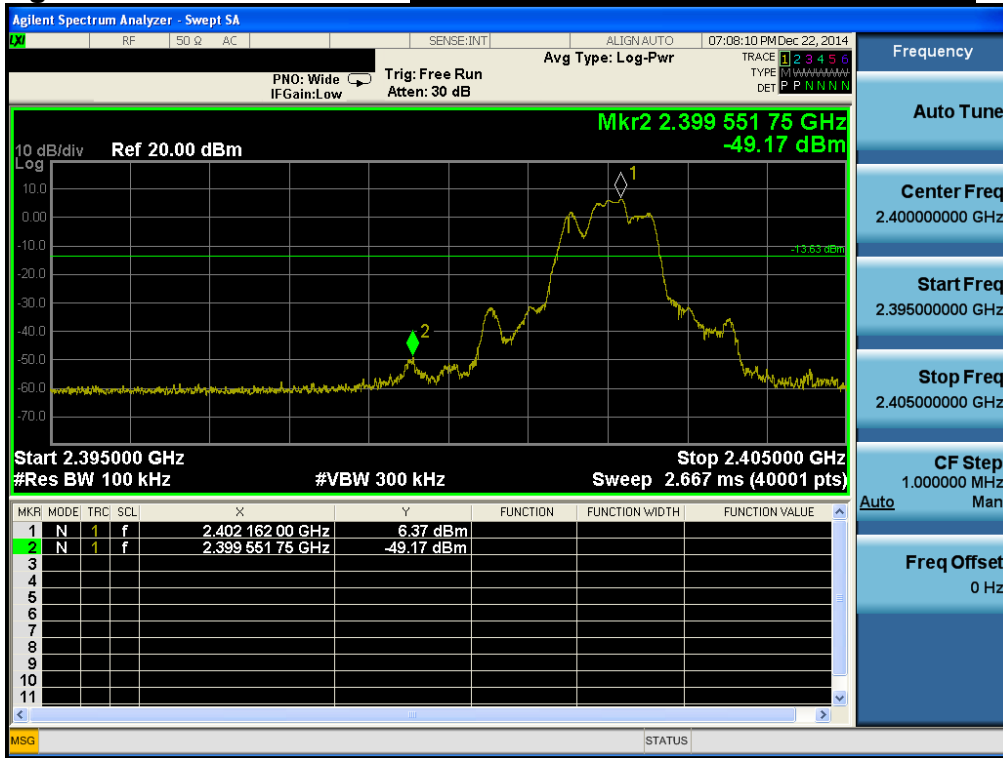 Agilent Spectrum Analyzer - Swept SA
LXI RF 50 Ω AC SENSE:INT ALIGN AUTO 07:08:10 PM Dec 22, 2014
Avg Type: Log-Pwr
TRACE 1 2 3 4 5 6
TYPE M WWWWW
DET P P N N N N
PNO: Wide
IFGain:Low
Trig: Free Run
Atten: 30 dB
Mkr2 2.399 551 75 GHz
-49.17 dBm
10 dB/div Ref 20.00 dBm
Log
1
10.0
0.00
-10.0
-13.63 dBm
-20.0
-30.0
-40.0
2
-50.0
-60.0
-70.0
Start 2.395000 GHz Stop 2.405000 GHz
#Res BW 100 kHz #VBW 300 kHz Sweep 2.667 ms (40001 pts)
MKR MODE TRC SCL X Y FUNCTION FUNCTION WIDTH FUNCTION VALUE
1 N 1 f 2.402 162 00 GHz 6.37 dBm
2 N 1 f 2.399 551 75 GHz -49.17 dBm
3
4
5
6
7
8
9
10
11
MSG STATUS
Frequency
Auto Tune
Center Freq
2.400000000 GHz
Start Freq
2.395000000 GHz
Stop Freq
2.405000000 GHz
CF Step
1.000000 MHz
Auto Man
Freq Offset
0 Hz